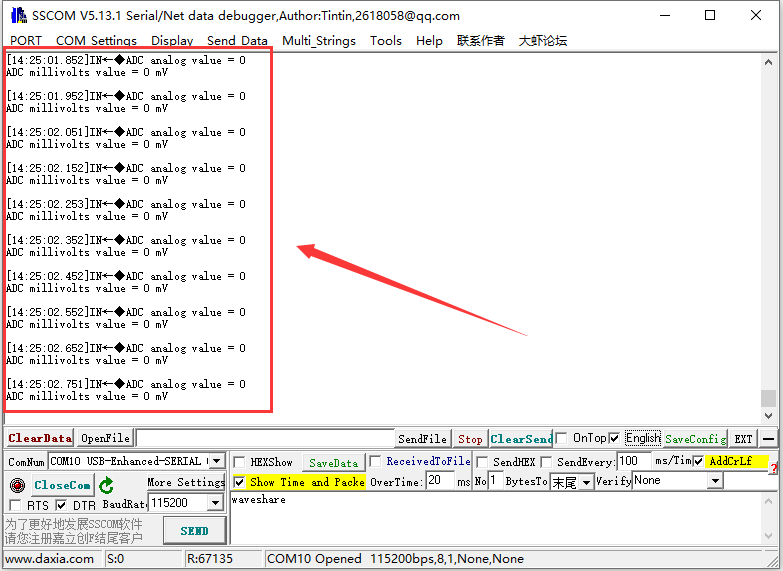 SSCOM V5.13.1 Serial/Net data debugger,Author:Tintin,2618058@qq.com
PORT COM Settings Display Send Data Multi_Strings Tools Help 联系作者 大虾论坛
[14:25:01.852]IN←◆ADC analog value = 0
ADC millivolts value = 0 mV
[14:25:01.952]IN←◆ADC analog value = 0
ADC millivolts value = 0 mV
[14:25:02.051]IN←◆ADC analog value = 0
ADC millivolts value = 0 mV
[14:25:02.152]IN←◆ADC analog value = 0
ADC millivolts value = 0 mV
[14:25:02.253]IN←◆ADC analog value = 0
ADC millivolts value = 0 mV
[14:25:02.352]IN←◆ADC analog value = 0
ADC millivolts value = 0 mV
[14:25:02.452]IN←◆ADC analog value = 0
ADC millivolts value = 0 mV
[14:25:02.552]IN←◆ADC analog value = 0
ADC millivolts value = 0 mV
[14:25:02.652]IN←◆ADC analog value = 0
ADC millivolts value = 0 mV
[14:25:02.751]IN←◆ADC analog value = 0
ADC millivolts value = 0 mV
ClearData OpenFile SendFile Stop ClearSend OnTop English SaveConfig EXT —
ComNum COM10 USB-Enhanced-SERIAL HEXShow SaveData ReceivedToFile SendHEX SendEvery: 100 ms/Tim AddCrLf
CloseCom More Settings Show Time and Packe OverTime: 20 ms No 1 BytesTo 末尾 Verify None
RTS DTR BaudRat 115200 waveshare
为了更好地发展SSCOM软件
请您注册嘉立创F结尾客户 SEND
www.daxia.com S:0 R:67135 COM10 Opened 115200bps,8,1,None,None